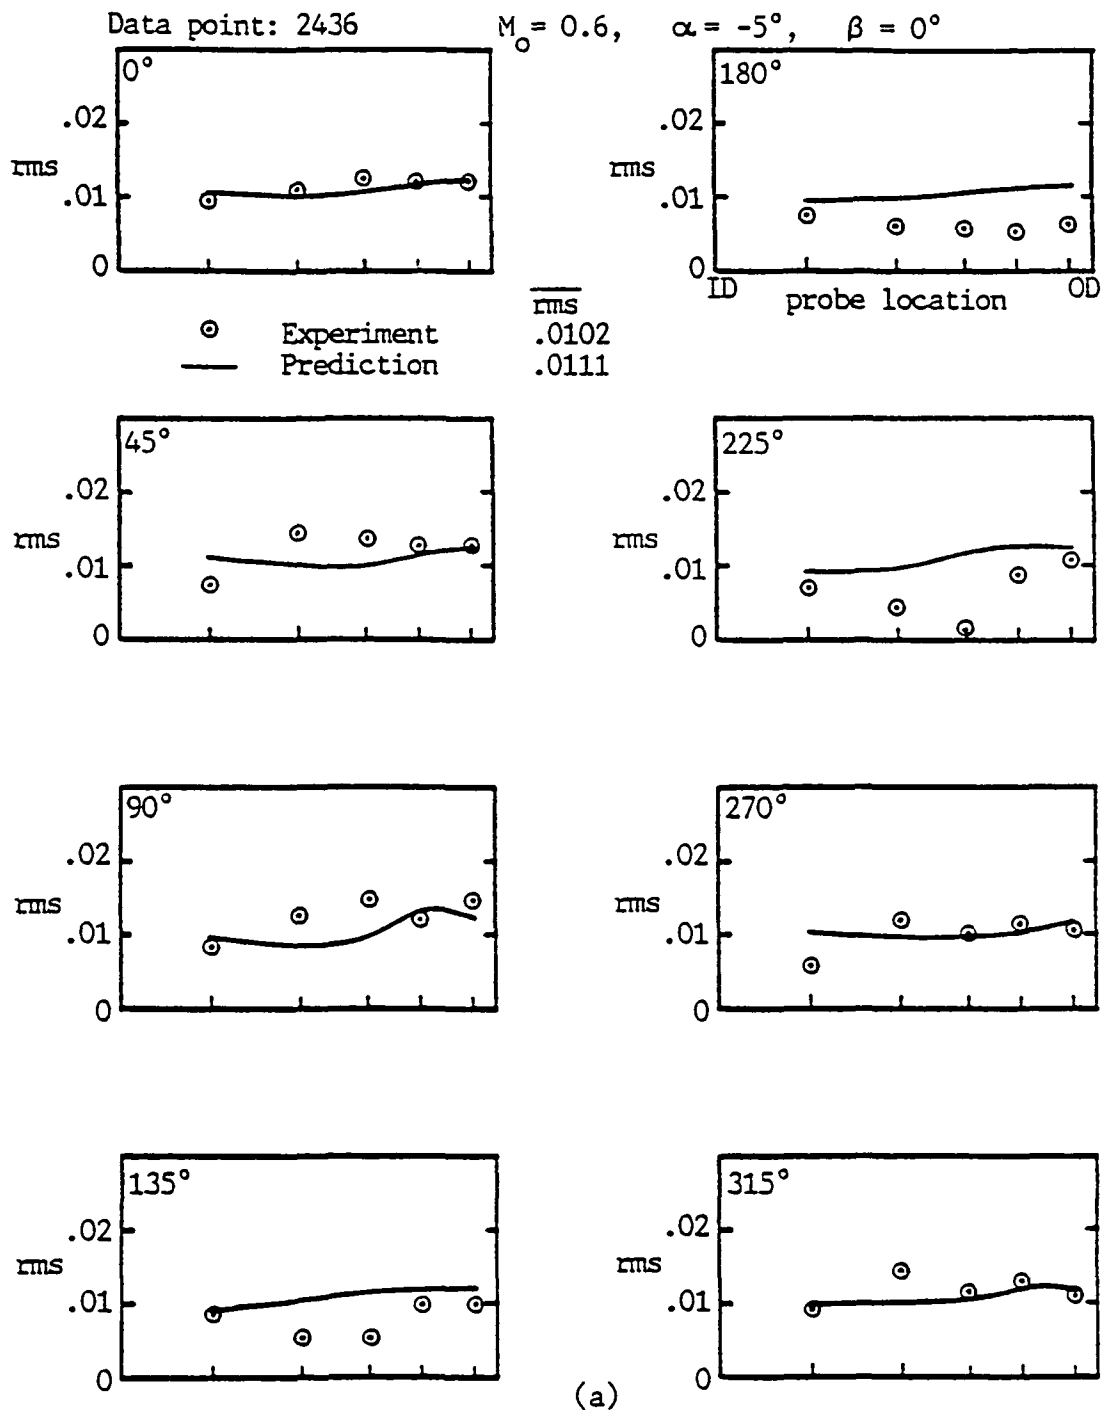 Data point: 2436 M₀ = 0.6, α = -5°, β = 0°
0°
.02
rms
.01
0
180°
.02
rms
.01
0
ID probe location OD
rms
Experiment .0102
Prediction .0111
45°
.02
rms
.01
0
225°
.02
rms
.01
0
90°
.02
rms
.01
0
270°
.02
rms
.01
0
135°
.02
rms
.01
0
315°
.02
rms
.01
0
(a)